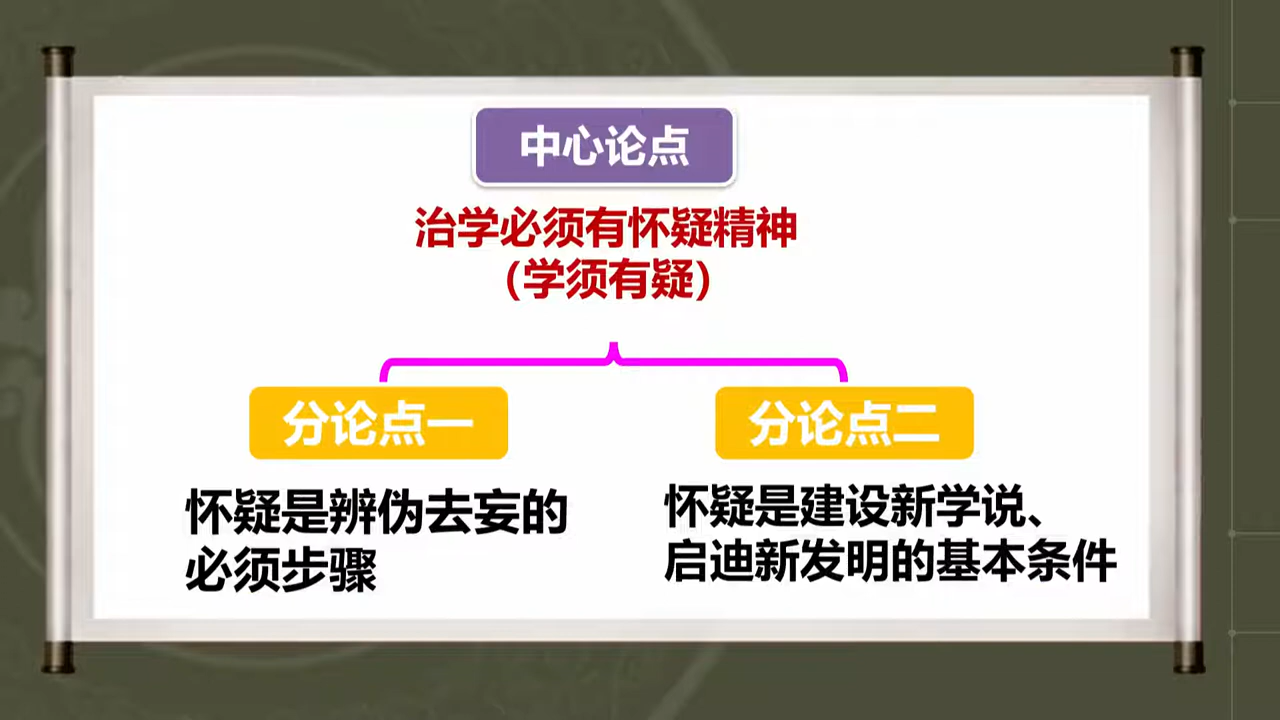 中心论点
治学必须有怀疑精神
（学须有疑）
分论点一
分论点二
怀疑是辨伪去妄的
必须步骤
怀疑是建设新学说、
启迪新发明的基本条件